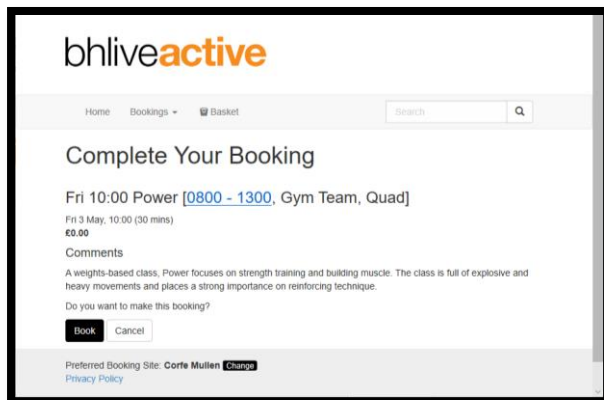 bhliveactive
Home Bookings Basket Search
Complete Your Booking
Fri 10:00 Power [0800 - 1300, Gym Team, Quad]
Fri 3 May, 10:00 (30 mins)
£0.00
Comments
A weights-based class, Power focuses on strength training and building muscle. The class is full of explosive and
heavy movements and places a strong importance on reinforcing technique.
Do you want to make this booking?
Book Cancel
Preferred Booking Site: Corfe Mullen Change
Privacy Policy